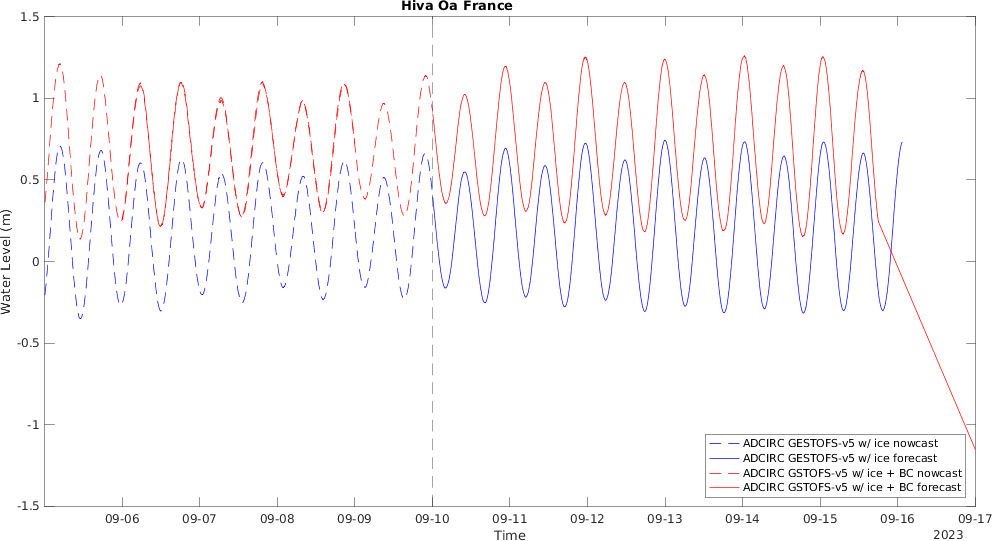 Hiva Oa France
1.5
1
0.5
0
-0.5
-1
-1.5
Water Level (m)
09-06
09-07
09-08
09-09
09-10
09-11
09-12
09-13
09-14
09-15
09-16
09-17
Time
2023
ADCIRC GESTOFS-v5 w/ ice nowcast
ADCIRC GESTOFS-v5 w/ ice forecast
ADCIRC GSTOFS-v5 w/ ice + BC nowcast
ADCIRC GSTOFS-v5 w/ ice + BC forecast